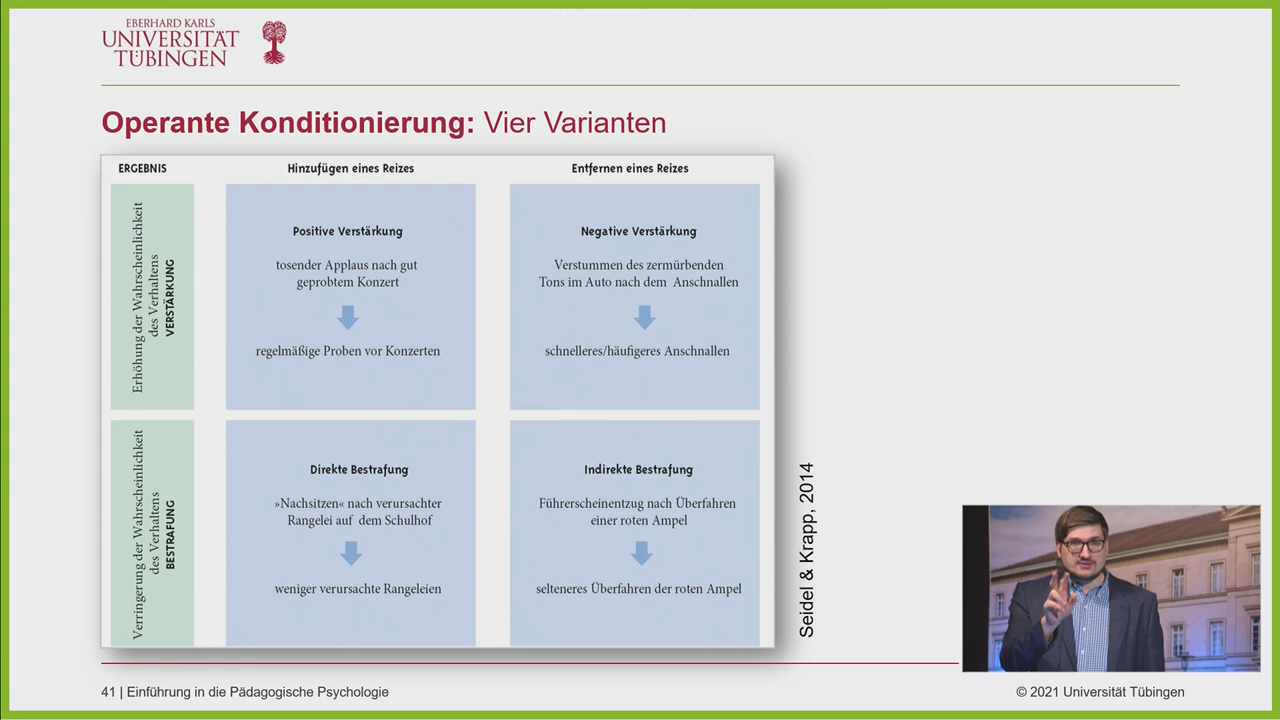 EBERHARD KARLS
UNIVERSITÄT
TÜBINGEN
Operante Konditionierung: Vier Varianten
ERGEBNIS
Hinzufügen eines Reizes
Entfernen eines Reizes
Erhöhung der Wahrscheinlichkeit
des Verhaltens
VERSTÄRKUNG
Positive Verstärkung
tosender Applaus nach gut
geprobtem Konzert
regelmäßige Proben vor Konzerten
Negative Verstärkung
Verstummen des zermürbenden
Tons im Auto nach dem Anschnallen
schnelleres/häufigeres Anschnallen
Verringerung der Wahrscheinlichkeit
des Verhaltens
BESTRAFUNG
Direkte Bestrafung
»Nachsitzen« nach verursachter
Rangelei auf dem Schulhof
weniger verursachte Rangeleien
Indirekte Bestrafung
Führerscheinentzug nach Überfahren
einer roten Ampel
selteneres Überfahren der roten Ampel
Seidel & Krapp, 2014
41 | Einführung in die Pädagogische Psychologie
© 2021 Universität Tübingen